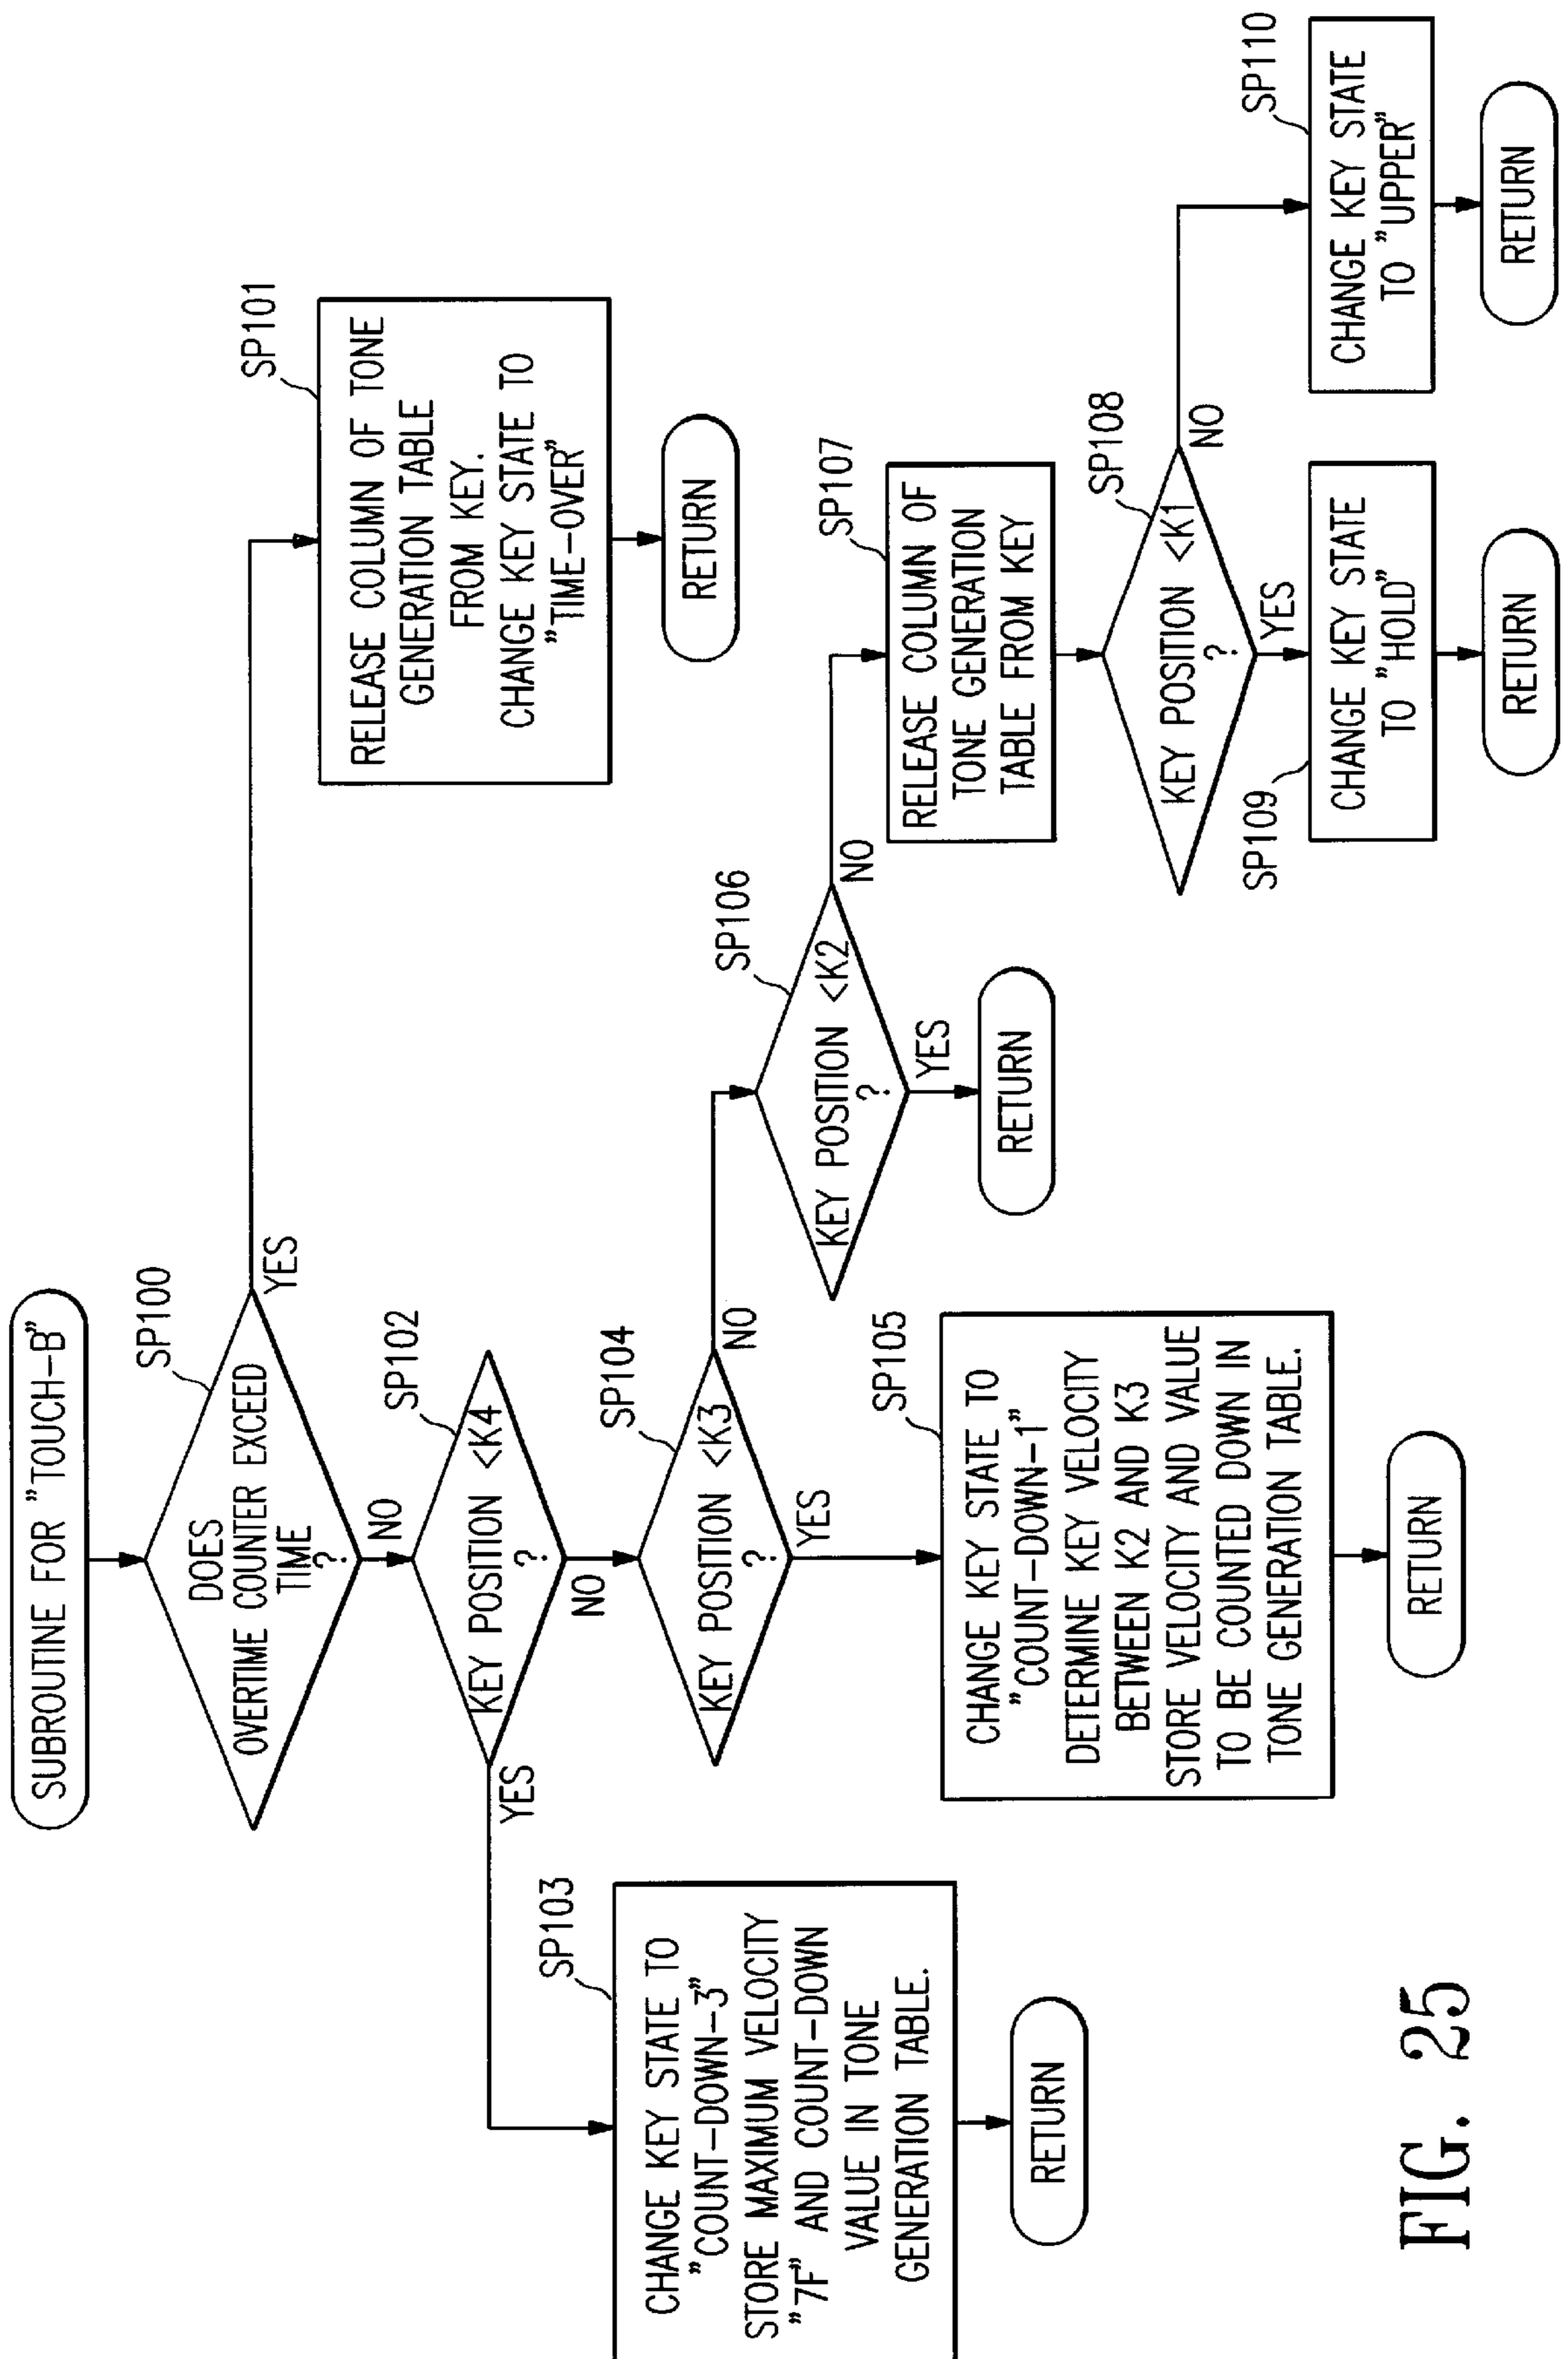 SUBROUTINE FOR "TOUCH-B"
SP100
DOES
OVERTIME COUNTER EXCEED
TIME
?
YES
NO
SP101
RELEASE COLUMN OF TONE
GENERATION TABLE
FROM KEY.
CHANGE KEY STATE TO
"TIME-OVER"
RETURN
SP102
KEY POSITION <K4
?
YES
NO
SP103
CHANGE KEY STATE TO
"COUNT-DOWN-3"
STORE MAXIMUM VELOCITY
"7F" AND COUNT-DOWN
VALUE IN TONE
GENERATION TABLE.
RETURN
SP104
KEY POSITION <K3
?
NO
YES
SP105
CHANGE KEY STATE TO
"COUNT-DOWN-1"
DETERMINE KEY VELOCITY
BETWEEN K2 AND K3
STORE VELOCITY AND VALUE
TO BE COUNTED DOWN IN
TONE GENERATION TABLE.
RETURN
SP106
KEY POSITION <K2
?
NO
YES
RETURN
SP107
RELEASE COLUMN OF
TONE GENERATION
TABLE FROM KEY
SP108
KEY POSITION <K1
?
NO
YES
SP109
CHANGE KEY STATE
TO "HOLD"
RETURN
SP110
CHANGE KEY STATE
TO "UPPER"
RETURN
FIG. 25